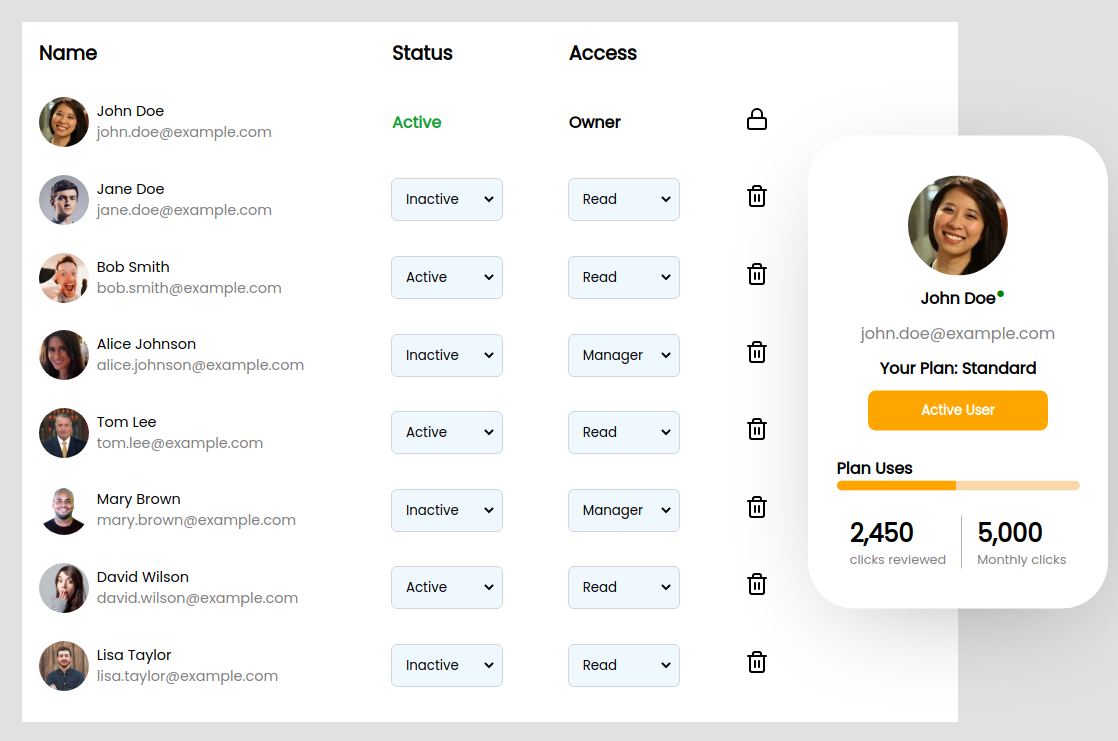 Name Status Access
John Doe
john.doe@example.com
Active Owner
Jane Doe
jane.doe@example.com
Inactive Read
Bob Smith
bob.smith@example.com
Active Read
Alice Johnson
alice.johnson@example.com
Inactive Manager
Tom Lee
tom.lee@example.com
Active Read
Mary Brown
mary.brown@example.com
Inactive Manager
David Wilson
david.wilson@example.com
Active Read
Lisa Taylor
lisa.taylor@example.com
Inactive Read
John Doe
john.doe@example.com
Your Plan: Standard
Active User
Plan Uses
2,450 5,000
clicks reviewed Monthly clicks